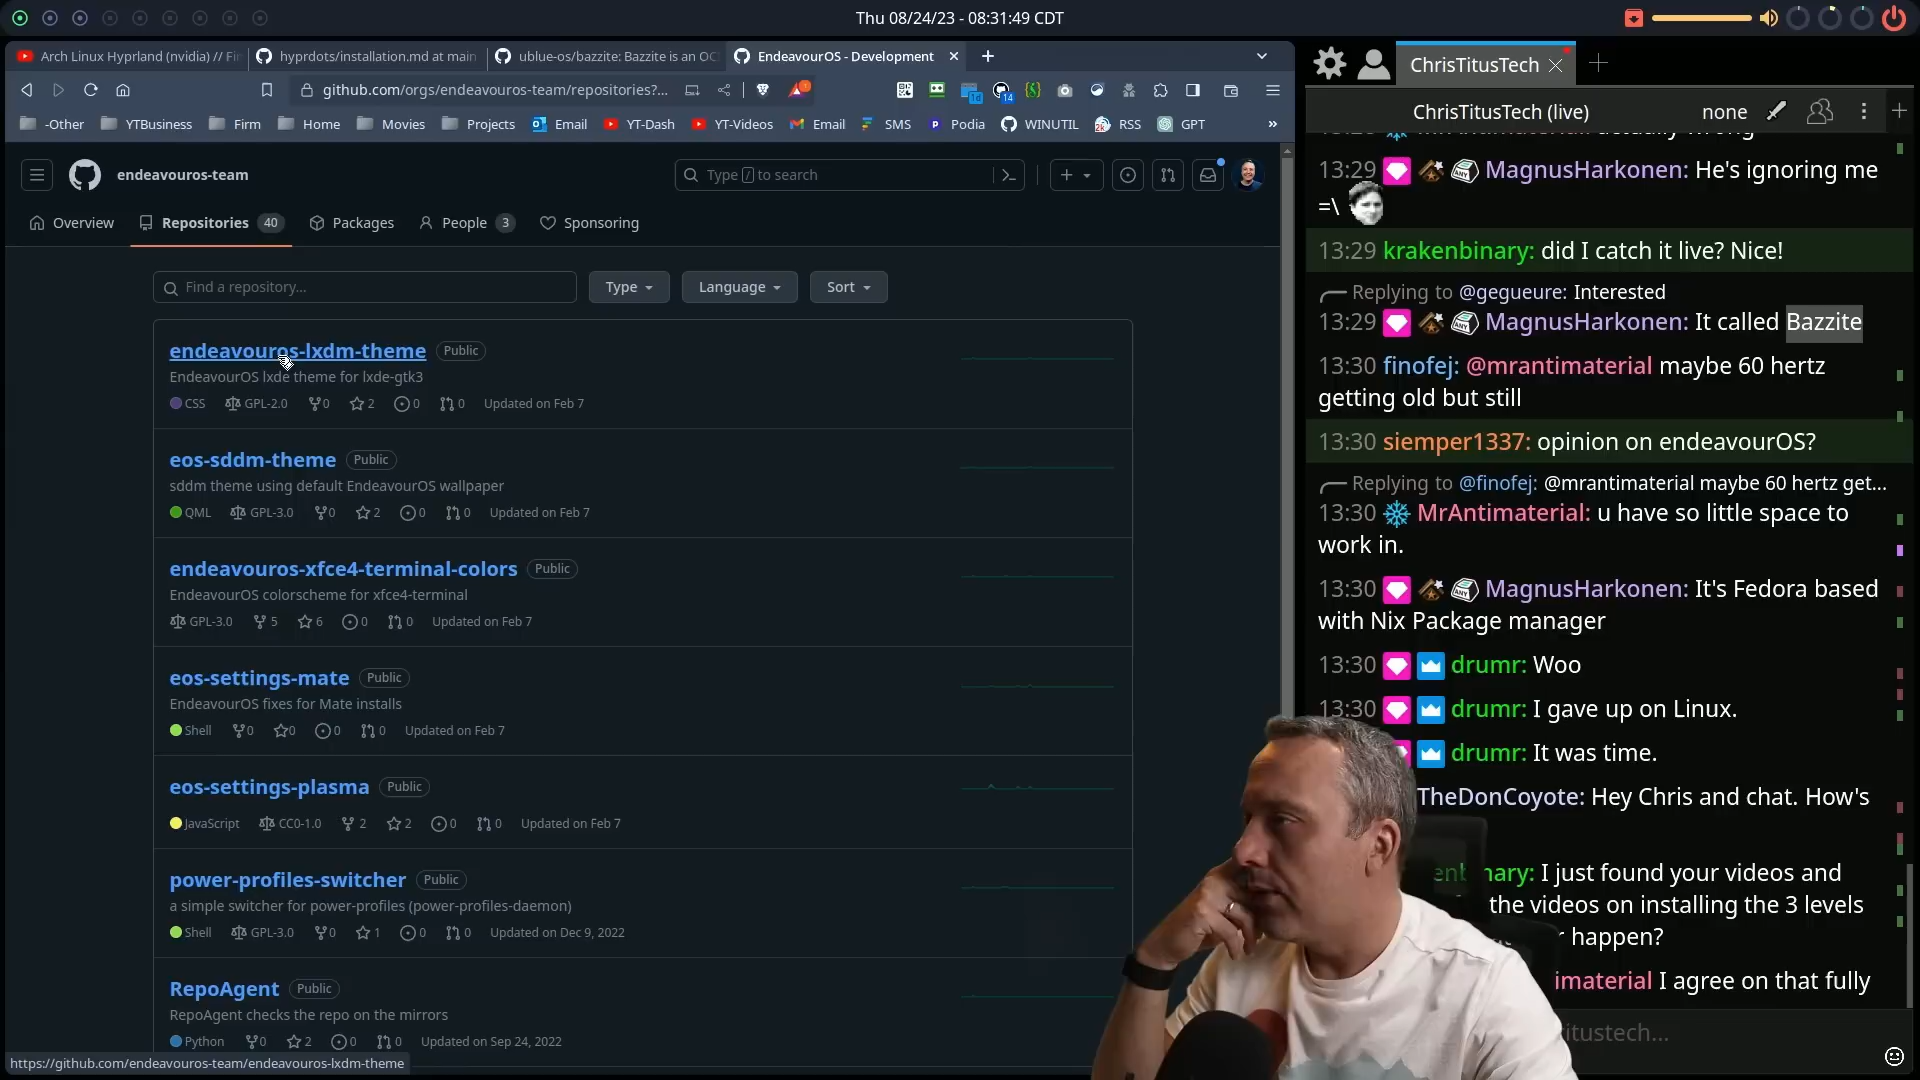 Thu 08/24/23 - 08:31:49 CDT
Arch Linux Hyprland (nvidia) // Fi
hyprdots/installation.md at main
ublue-os/bazzite: Bazzite is an OC
EndeavourOS - Development
github.com/orgs/endeavouros-team/repositories?...
1d
14
-Other
YTBusiness
Firm
Home
Movies
Projects
Email
YT-Dash
YT-Videos
Email
SMS
Podia
WINUTIL
RSS
GPT
endeavouros-team
Type / to search
Overview
Repositories 40
Packages
People 3
Sponsoring
Find a repository...
Type
Language
Sort
endeavouros-lxdm-theme Public
EndeavourOS lxde theme for lxde-gtk3
CSS GPL-2.0 0 2 0 0 Updated on Feb 7
eos-sddm-theme Public
sddm theme using default EndeavourOS wallpaper
QML GPL-3.0 0 2 0 0 Updated on Feb 7
endeavouros-xfce4-terminal-colors Public
EndeavourOS colorscheme for xfce4-terminal
GPL-3.0 5 6 0 0 Updated on Feb 7
eos-settings-mate Public
EndeavourOS fixes for Mate installs
Shell 0 0 0 0 Updated on Feb 7
eos-settings-plasma Public
JavaScript CC0-1.0 2 2 0 0 Updated on Feb 7
power-profiles-switcher Public
a simple switcher for power-profiles (power-profiles-daemon)
Shell GPL-3.0 0 1 0 0 Updated on Dec 9, 2022
RepoAgent Public
RepoAgent checks the repo on the mirrors
Python 0 2 0 0 Updated on Sep 24, 2022
https://github.com/endeavouros-team/endeavouros-lxdm-theme
ChrisTitusTech
ChrisTitusTech (live)
none
13:29 MagnusHarkonen: He's ignoring me
=\
13:29 krakenbinary: did I catch it live? Nice!
Replying to @gegueure: Interested
13:29 MagnusHarkonen: It called Bazzite
13:30 finofej: @mrantimaterial maybe 60 hertz
getting old but still
13:30 siemper1337: opinion on endeavourOS?
Replying to @finofej: @mrantimaterial maybe 60 hertz get...
13:30 MrAntimaterial: u have so little space to
work in.
13:30 MagnusHarkonen: It's Fedora based
with Nix Package manager
13:30 drumr: Woo
13:30 drumr: I gave up on Linux.
drumr: It was time.
TheDonCoyote: Hey Chris and chat. How's
nary: I just found your videos and
the videos on installing the 3 levels
happen?
imaterial I agree on that fully
itustech...